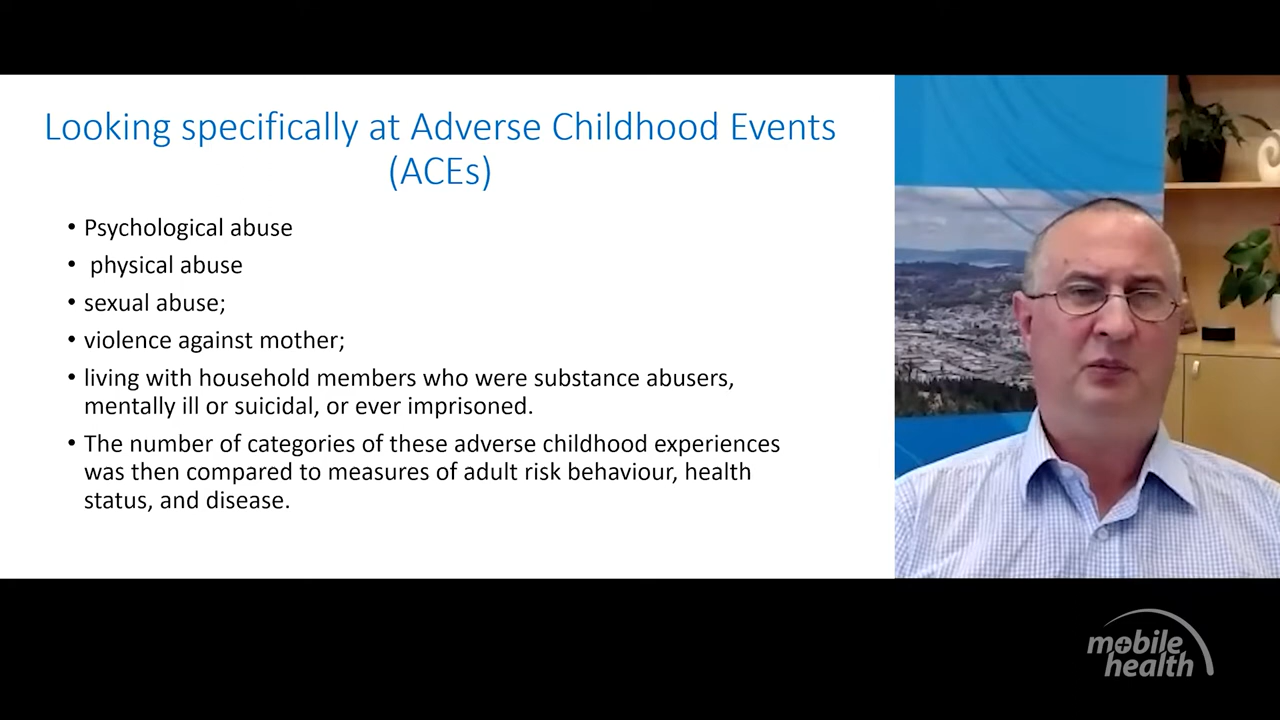 Looking specifically at Adverse Childhood Events
(ACEs)
• Psychological abuse
• physical abuse
• sexual abuse;
• violence against mother;
• living with household members who were substance abusers,
mentally ill or suicidal, or ever imprisoned.
• The number of categories of these adverse childhood experiences
was then compared to measures of adult risk behaviour, health
status, and disease.
mobile
health